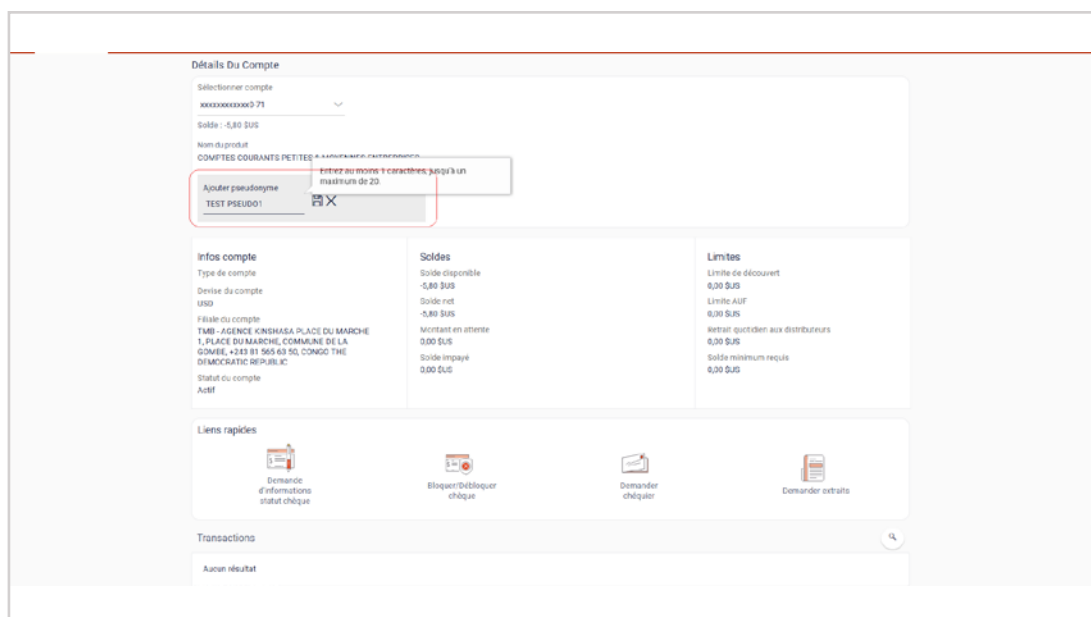 Détails Du Compte
Sélectionner compte
xxxxxxxxxxxx0-71
Solde : -5,80 $US
Nom du produit
COMPTES COURANTS PETITES & MOYENNES ENTREPRISES
Entrez au moins 1 caractères, jusqu'à un
maximum de 20.
Ajouter pseudonyme
TEST PSEUDO1
Infos compte
Type de compte
Devise du compte
USD
Filiale du compte
TMB - AGENCE KINSHASA PLACE DU MARCHE
1, PLACE DU MARCHE, COMMUNE DE LA
GOMBE, +243 81 565 63 50, CONGO THE
DEMOCRATIC REPUBLIC
Statut du compte
Actif
Soldes
Solde disponible
-5,80 $US
Solde net
-5,80 $US
Montant en attente
0,00 $US
Solde impayé
0,00 $US
Limites
Limite de découvert
0,00 $US
Limite AUF
0,00 $US
Retrait quotidien aux distributeurs
0,00 $US
Solde minimum requis
0,00 $US
Liens rapides
Demande
d'informations
statut chèque
Bloquer/Débloquer
chèque
Demander
chéquier
Demander extraits
Transactions
Aucun résultat